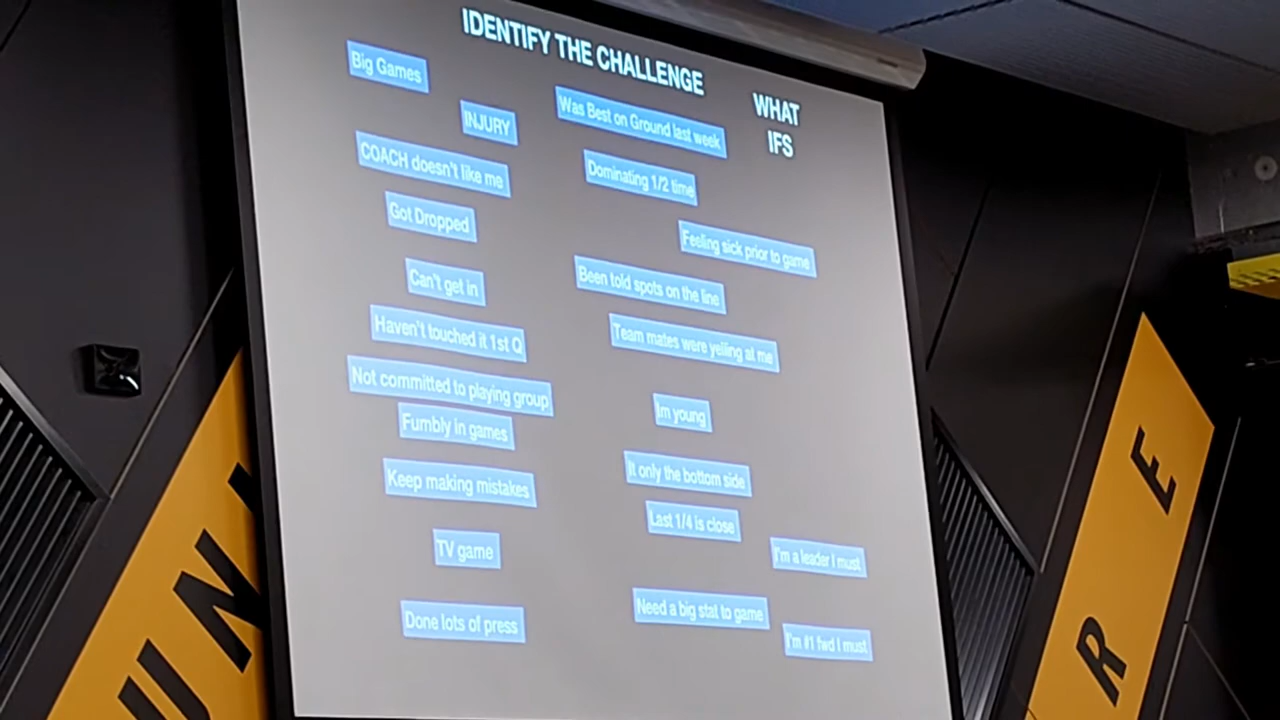 IDENTIFY THE CHALLENGE
WHAT
IFS
Big Games
INJURY
Was Best on Ground last week
COACH doesn't like me
Dominating 1/2 time
Got Dropped
Feeling sick prior to game
Can't get in
Been told spots on the line
Haven't touched it 1st Q
Team mates were yelling at me
Not committed to playing group
Im young
Fumbly in games
Keep making mistakes
It only the bottom side
Last 1/4 is close
TV game
I'm a leader I must
Done lots of press
Need a big stat to game
I'm #1 fwd I must
UN
RE